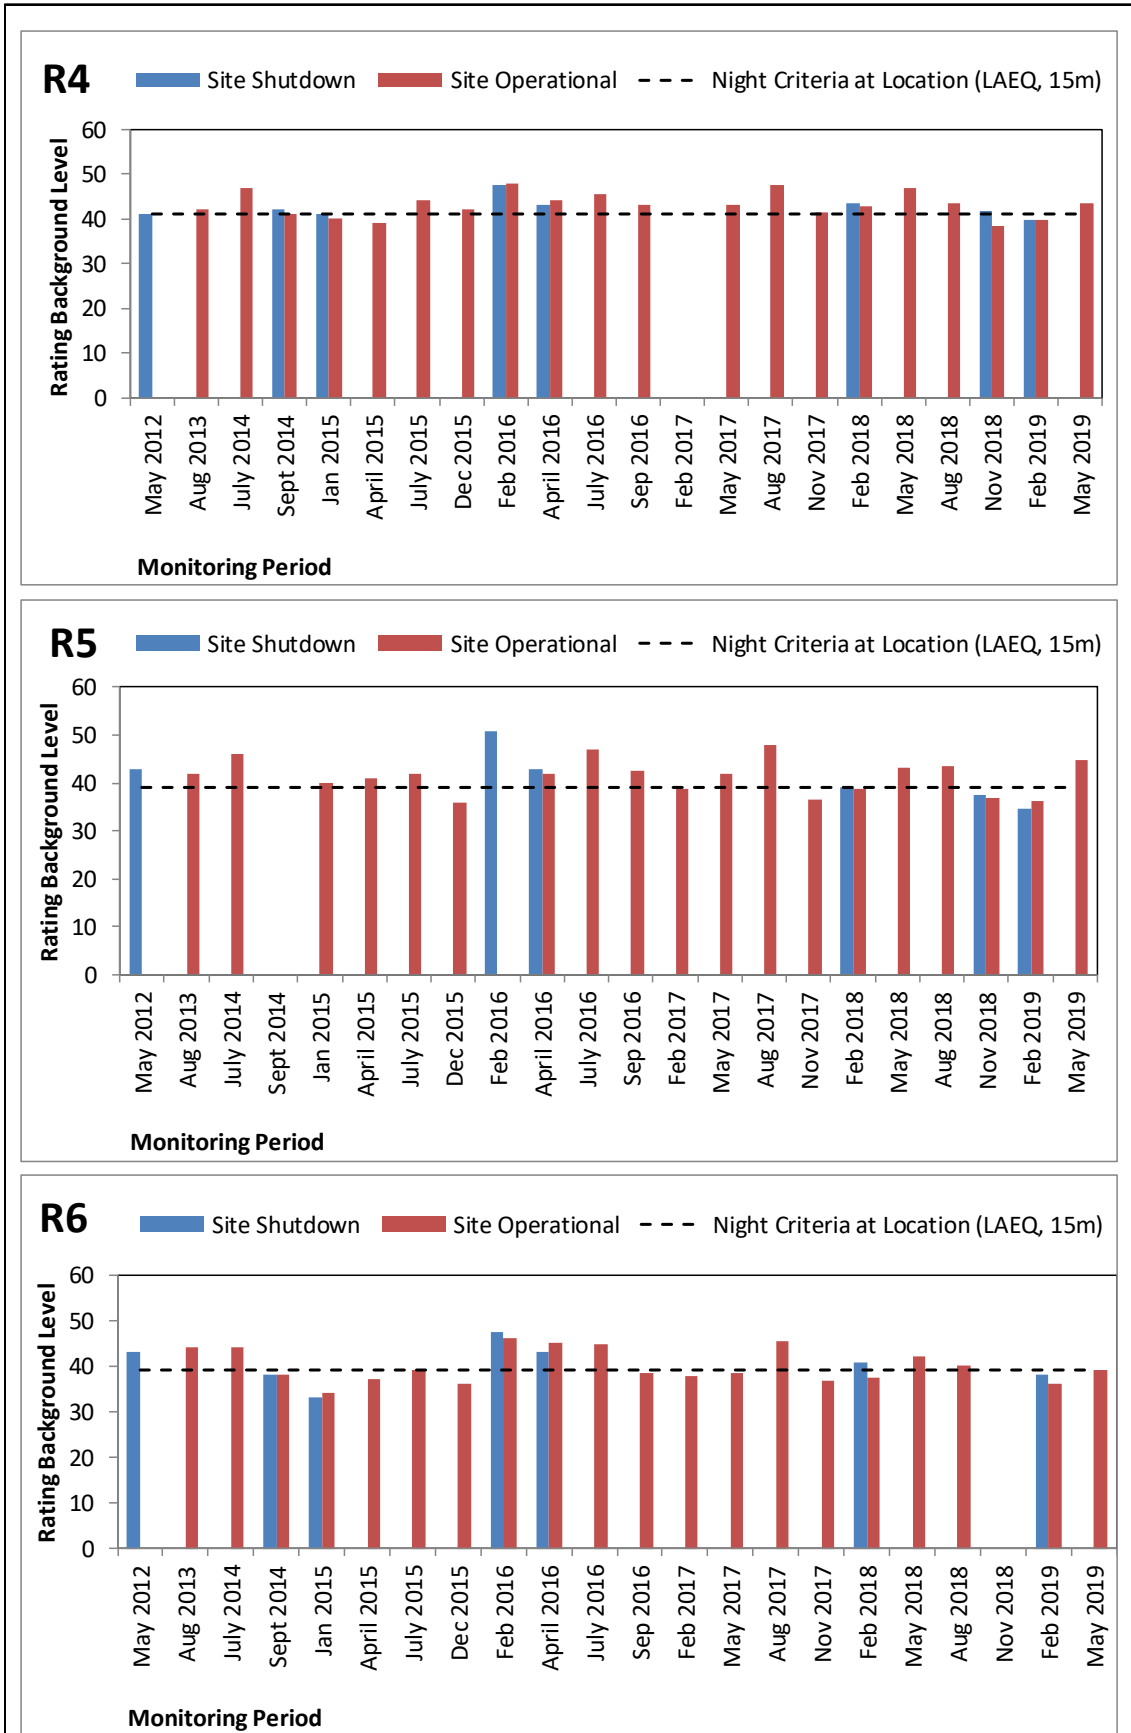 R4 Site Shutdown Site Operational Night Criteria at Location (LAEQ, 15m)
Rating Background Level
60
50
40
30
20
10
0
May 2012 Aug 2013 July 2014 Sept 2014 Jan 2015 April 2015 July 2015 Dec 2015 Feb 2016 April 2016 July 2016 Sep 2016 Feb 2017 May 2017 Aug 2017 Nov 2017 Feb 2018 May 2018 Aug 2018 Nov 2018 Feb 2019 May 2019
Monitoring Period
R5 Site Shutdown Site Operational Night Criteria at Location (LAEQ, 15m)
Rating Background Level
60
50
40
30
20
10
0
May 2012 Aug 2013 July 2014 Sept 2014 Jan 2015 April 2015 July 2015 Dec 2015 Feb 2016 April 2016 July 2016 Sep 2016 Feb 2017 May 2017 Aug 2017 Nov 2017 Feb 2018 May 2018 Aug 2018 Nov 2018 Feb 2019 May 2019
Monitoring Period
R6 Site Shutdown Site Operational Night Criteria at Location (LAEQ, 15m)
Rating Background Level
60
50
40
30
20
10
0
May 2012 Aug 2013 July 2014 Sept 2014 Jan 2015 April 2015 July 2015 Dec 2015 Feb 2016 April 2016 July 2016 Sep 2016 Feb 2017 May 2017 Aug 2017 Nov 2017 Feb 2018 May 2018 Aug 2018 Nov 2018 Feb 2019 May 2019
Monitoring Period